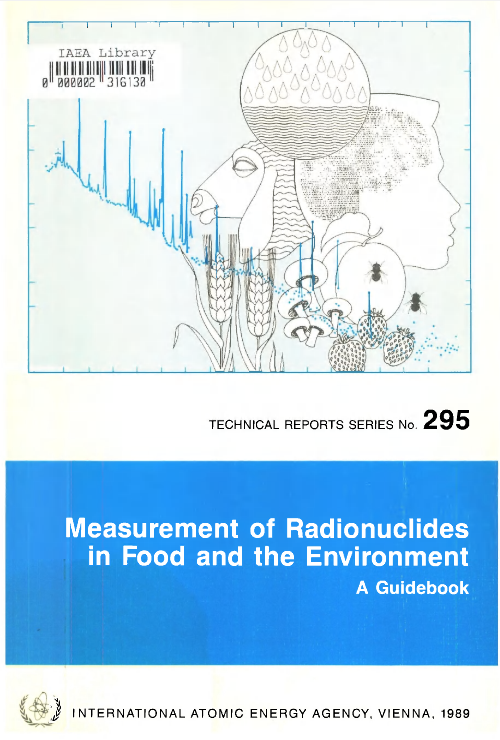 IAEA Library
0 000002 316130
TECHNICAL REPORTS SERIES No. 295
Measurement of Radionuclides
in Food and the Environment
A Guidebook
INTERNATIONAL ATOMIC ENERGY AGENCY, VIENNA, 1989